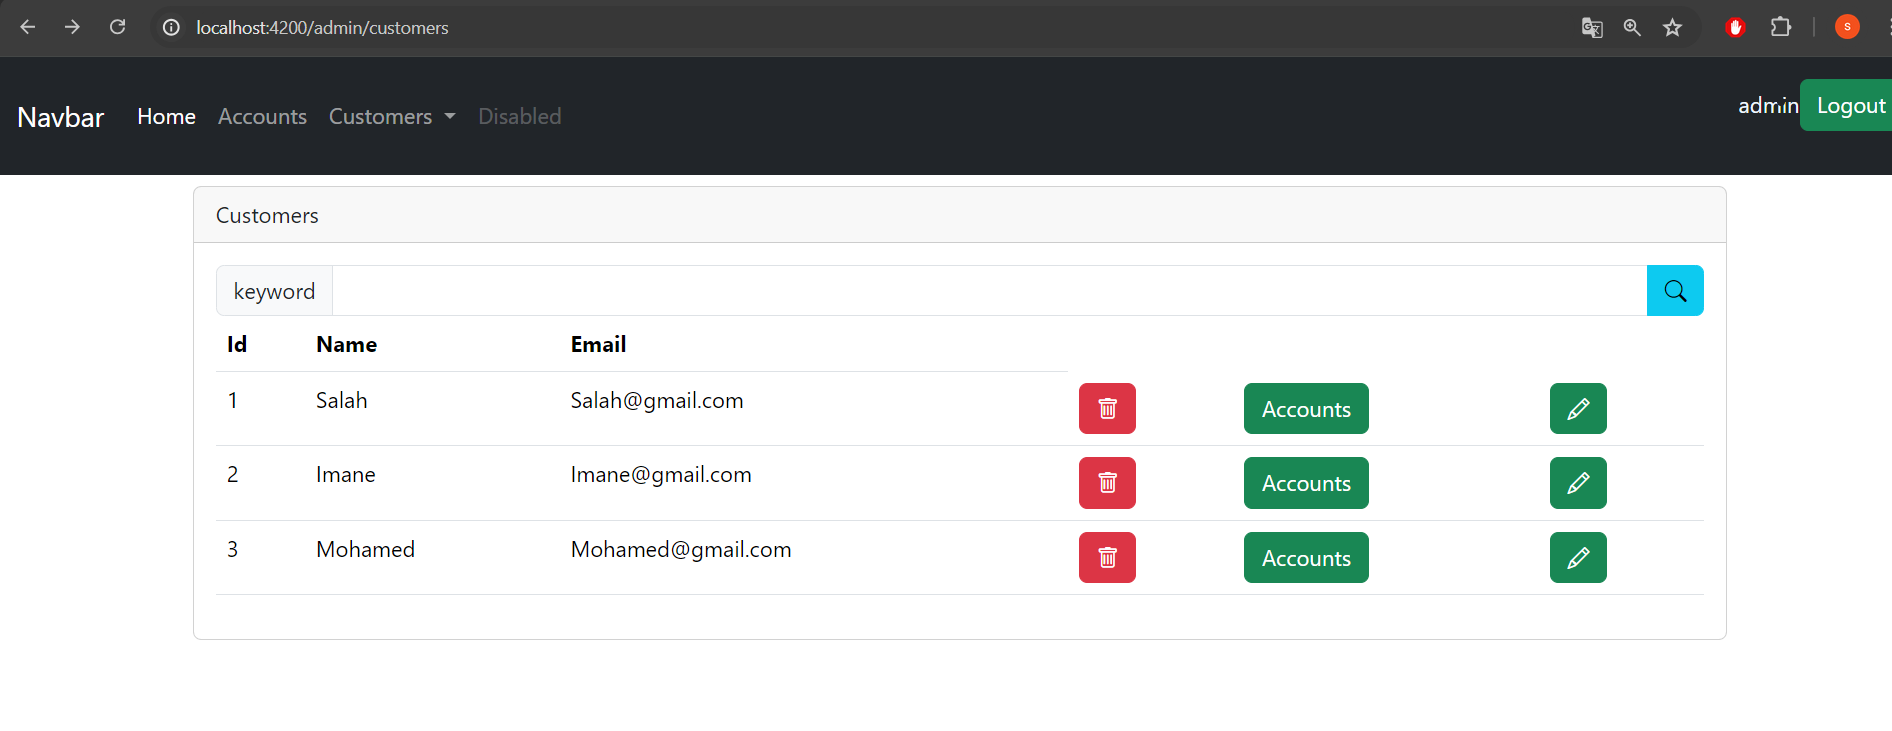 localhost:4200/admin/customers
S
Navbar Home Accounts Customers Disabled admin Logout
Customers
keyword
Id Name Email
1 Salah Salah@gmail.com Accounts
2 Imane Imane@gmail.com Accounts
3 Mohamed Mohamed@gmail.com Accounts